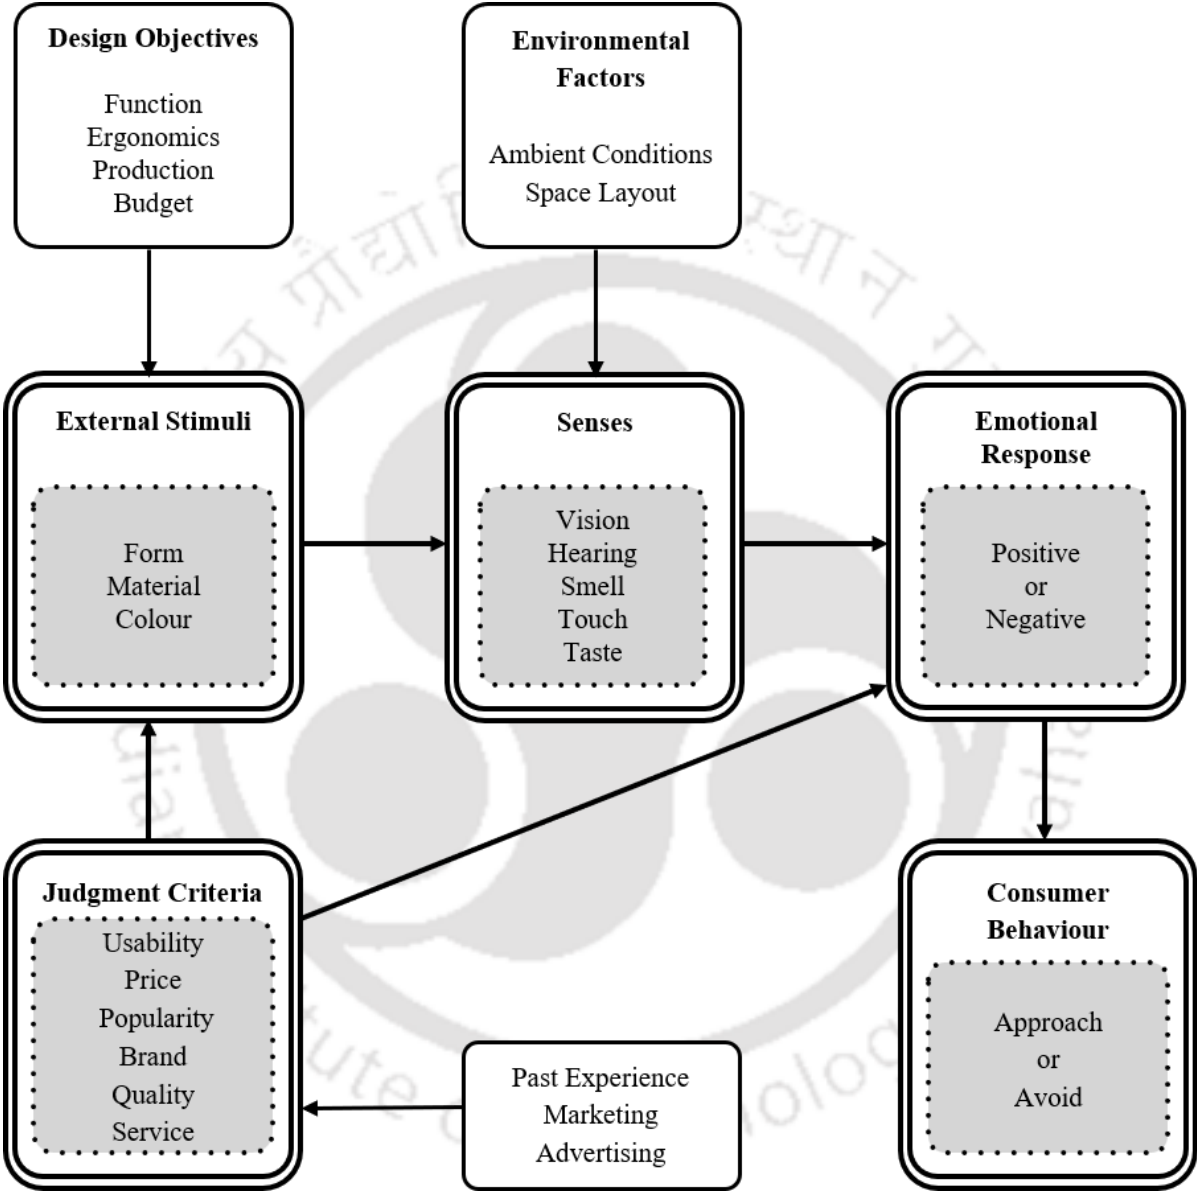 Design Objectives
Function
Ergonomics
Production
Budget
Environmental
Factors
Ambient Conditions
Space Layout
External Stimuli
Form
Material
Colour
Senses
Vision
Hearing
Smell
Touch
Taste
Emotional
Response
Positive
or
Negative
Judgment Criteria
Usability
Price
Popularity
Brand
Quality
Service
Past Experience
Marketing
Advertising
Consumer
Behaviour
Approach
or
Avoid